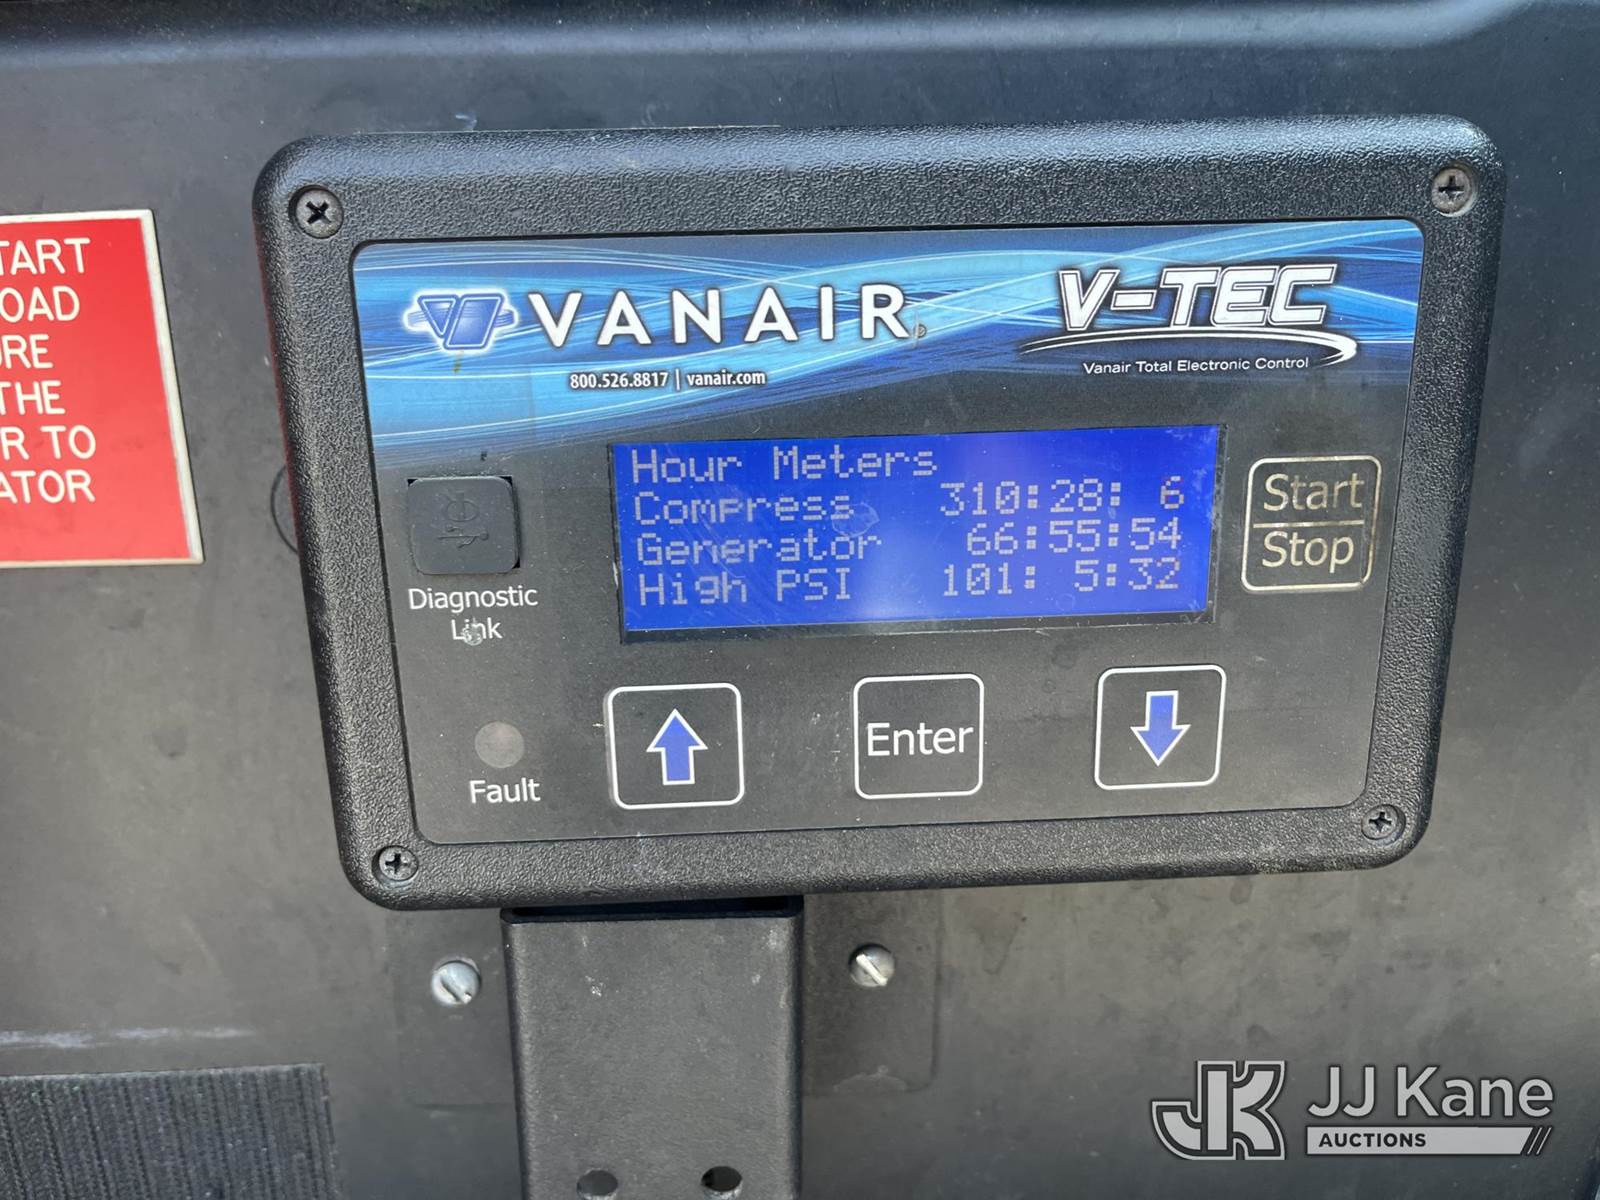 TART
OAD
URE
THE
R TO
ATOR
VANAIR
800.526.8817 | vanair.com
V-TEC
Vanair Total Electronic Control
Hour Meters
Compress 310:28: 6
Generator 66:55:54
High PSI 101: 5:32
Start
Stop
Diagnostic
Link
Fault
Enter
JK JJ Kane
AUCTIONS